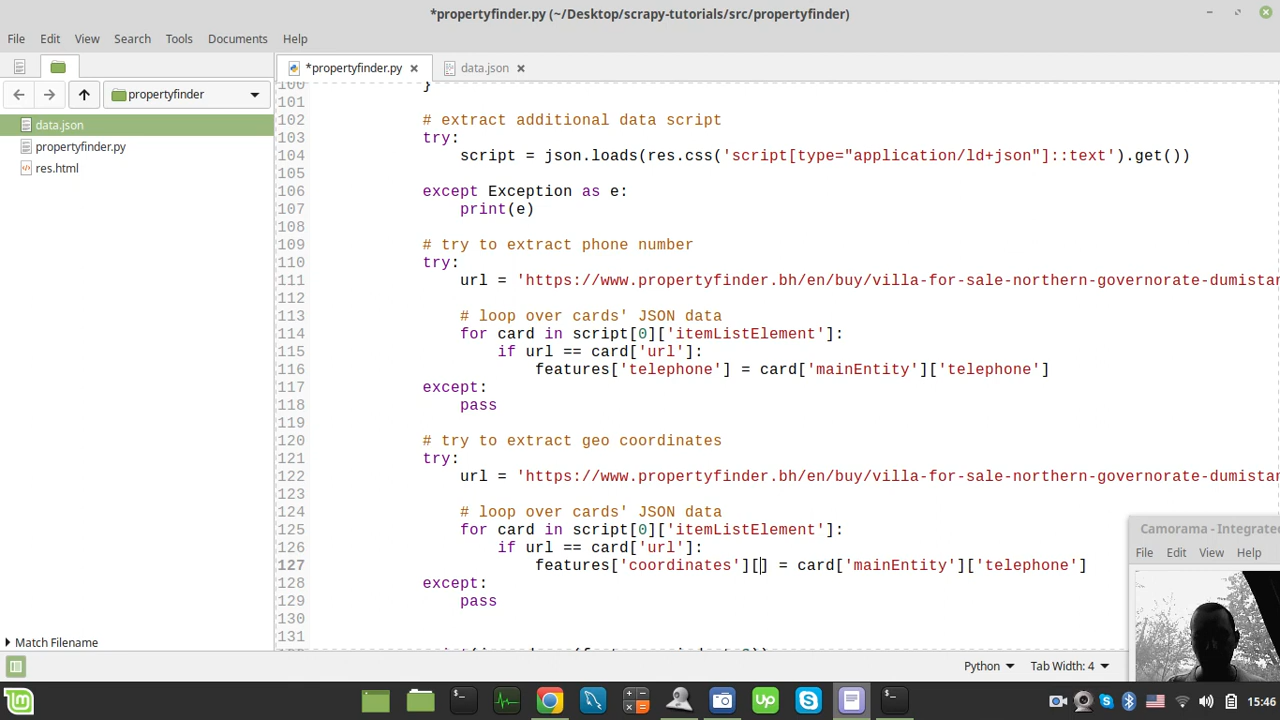 *propertyfinder.py (~/Desktop/scrapy-tutorials/src/propertyfinder)
File Edit View Search Tools Documents Help
*propertyfinder.py data.json
propertyfinder
data.json
propertyfinder.py
res.html
100 }
101
102 # extract additional data script
103 try:
104 script = json.loads(res.css('script[type="application/ld+json"]::text').get())
105
106 except Exception as e:
107 print(e)
108
109 # try to extract phone number
110 try:
111 url = 'https://www.propertyfinder.bh/en/buy/villa-for-sale-northern-governorate-dumistan
112
113 # loop over cards' JSON data
114 for card in script[0]['itemListElement']:
115 if url == card['url']:
116 features['telephone'] = card['mainEntity']['telephone']
117 except:
118 pass
119
120 # try to extract geo coordinates
121 try:
122 url = 'https://www.propertyfinder.bh/en/buy/villa-for-sale-northern-governorate-dumistan
123
124 # loop over cards' JSON data
125 for card in script[0]['itemListElement']:
126 if url == card['url']:
127 features['coordinates'][] = card['mainEntity']['telephone']
128 except:
129 pass
130
131
Camorama - Integrate
File Edit View Help
Match Filename
Python Tab Width: 4
Up
15:46